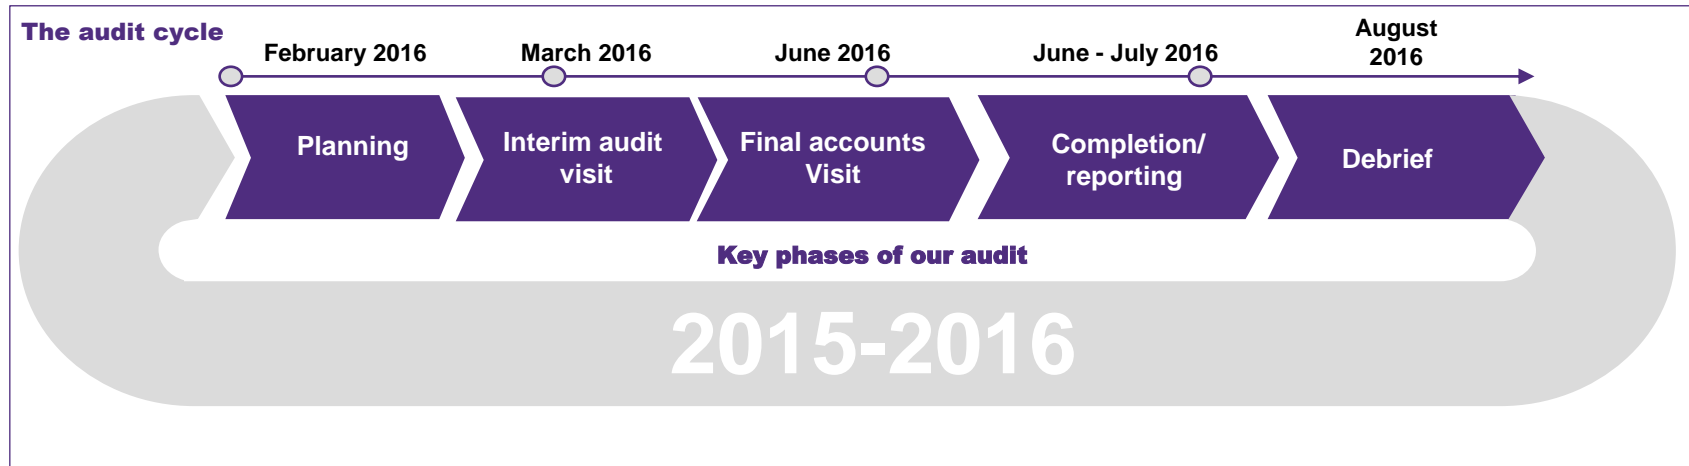 The audit cycle
February 2016
March 2016
June 2016
June - July 2016
August
2016
Planning
Interim audit
visit
Final accounts
Visit
Completion/
reporting
Debrief
Key phases of our audit
2015-2016